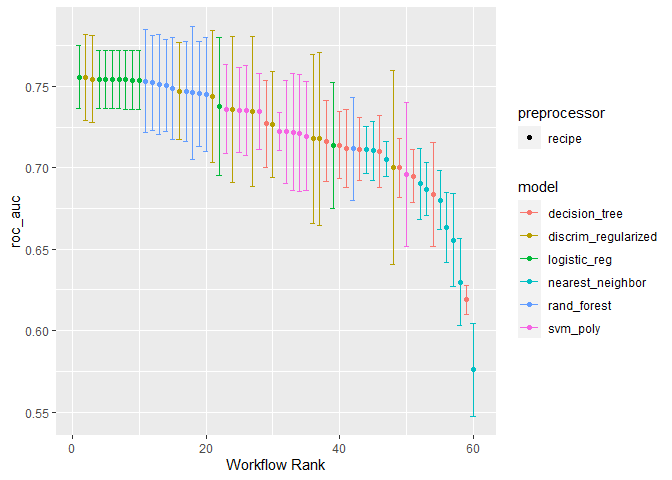 0.75
0.70
0.65
0.60
0.55
roc_auc
0
20
40
60
Workflow Rank
preprocessor
recipe
model
decision_tree
discrim_regularized
logistic_reg
nearest_neighbor
rand_forest
svm_poly